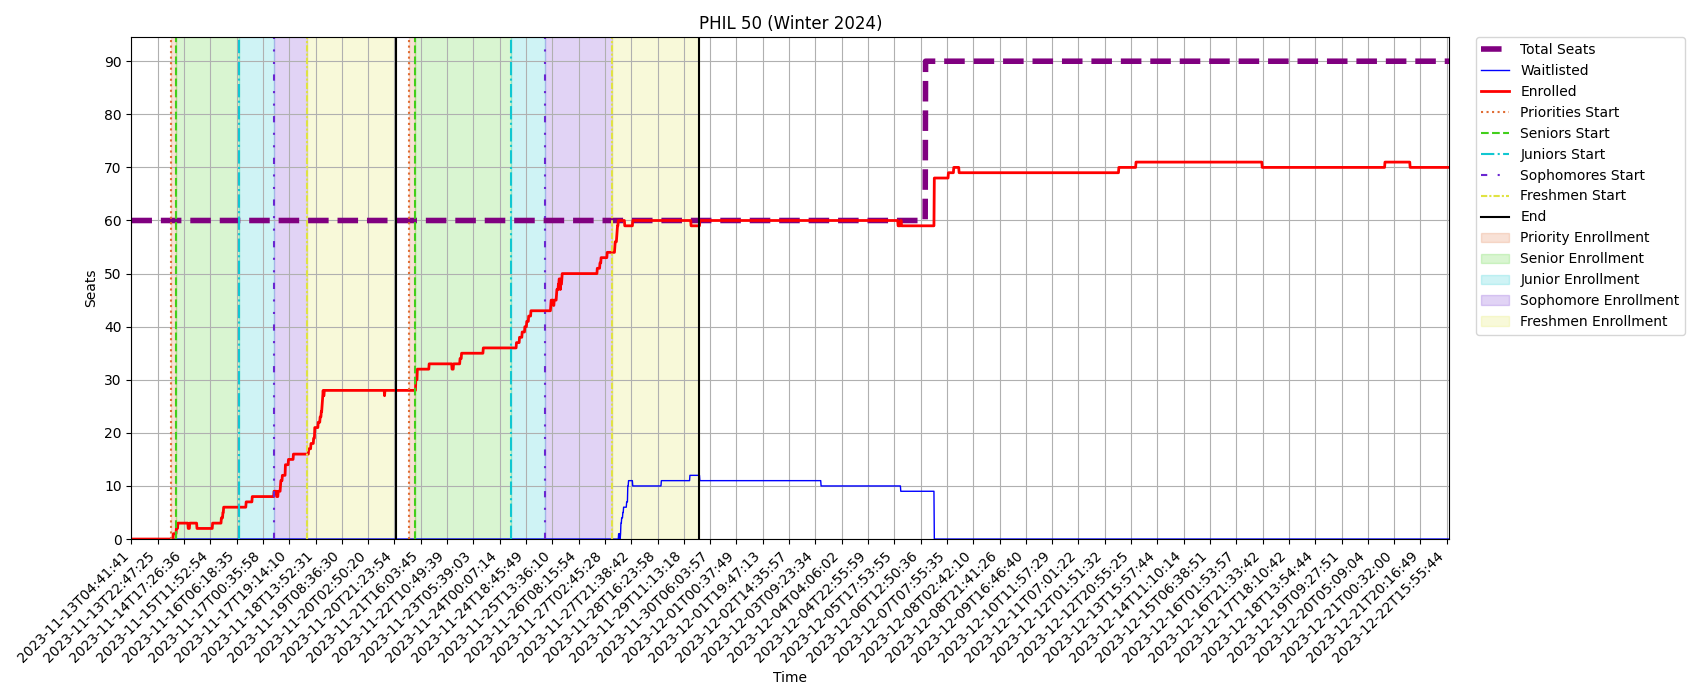 PHIL 50 (Winter 2024)
Seats
90
80
70
60
50
40
30
20
10
0
2023-11-13T04:41:41
2023-11-13T22:47:25
2023-11-14T17:26:36
2023-11-15T11:52:54
2023-11-16T06:18:35
2023-11-17T00:35:58
2023-11-17T19:14:10
2023-11-18T13:52:31
2023-11-19T08:36:30
2023-11-20T02:50:20
2023-11-20T21:23:54
2023-11-21T16:03:45
2023-11-22T10:49:39
2023-11-23T05:39:03
2023-11-24T00:07:14
2023-11-24T18:45:49
2023-11-25T13:36:10
2023-11-26T08:15:54
2023-11-27T02:45:28
2023-11-27T21:38:42
2023-11-28T16:23:58
2023-11-29T11:13:18
2023-11-30T06:03:57
2023-12-01T00:37:49
2023-12-01T19:47:13
2023-12-02T14:35:57
2023-12-03T09:23:34
2023-12-04T04:06:02
2023-12-04T22:55:59
2023-12-05T17:53:55
2023-12-06T12:50:36
2023-12-07T07:55:35
2023-12-08T02:42:10
2023-12-08T21:41:26
2023-12-09T16:46:40
2023-12-10T11:57:29
2023-12-11T07:01:22
2023-12-12T01:51:32
2023-12-12T20:55:25
2023-12-13T15:57:44
2023-12-14T11:10:14
2023-12-15T06:38:51
2023-12-16T01:53:57
2023-12-16T21:33:42
2023-12-17T18:10:42
2023-12-18T13:54:44
2023-12-19T09:27:51
2023-12-20T05:09:04
2023-12-21T00:32:00
2023-12-21T20:16:49
2023-12-22T15:55:44
Time
Total Seats
Waitlisted
Enrolled
Priorities Start
Seniors Start
Juniors Start
Sophomores Start
Freshmen Start
End
Priority Enrollment
Senior Enrollment
Junior Enrollment
Sophomore Enrollment
Freshmen Enrollment